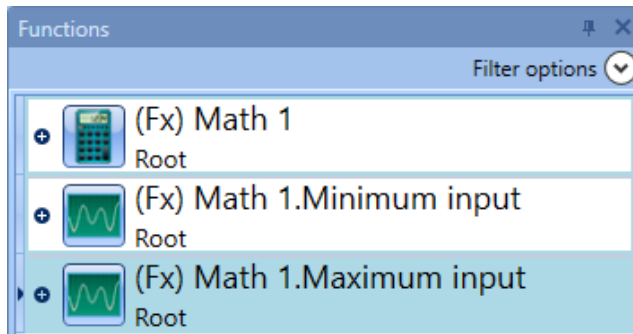 Functions
Filter options
(Fx) Math 1
Root
(Fx) Math 1.Minimum input
Root
(Fx) Math 1.Maximum input
Root